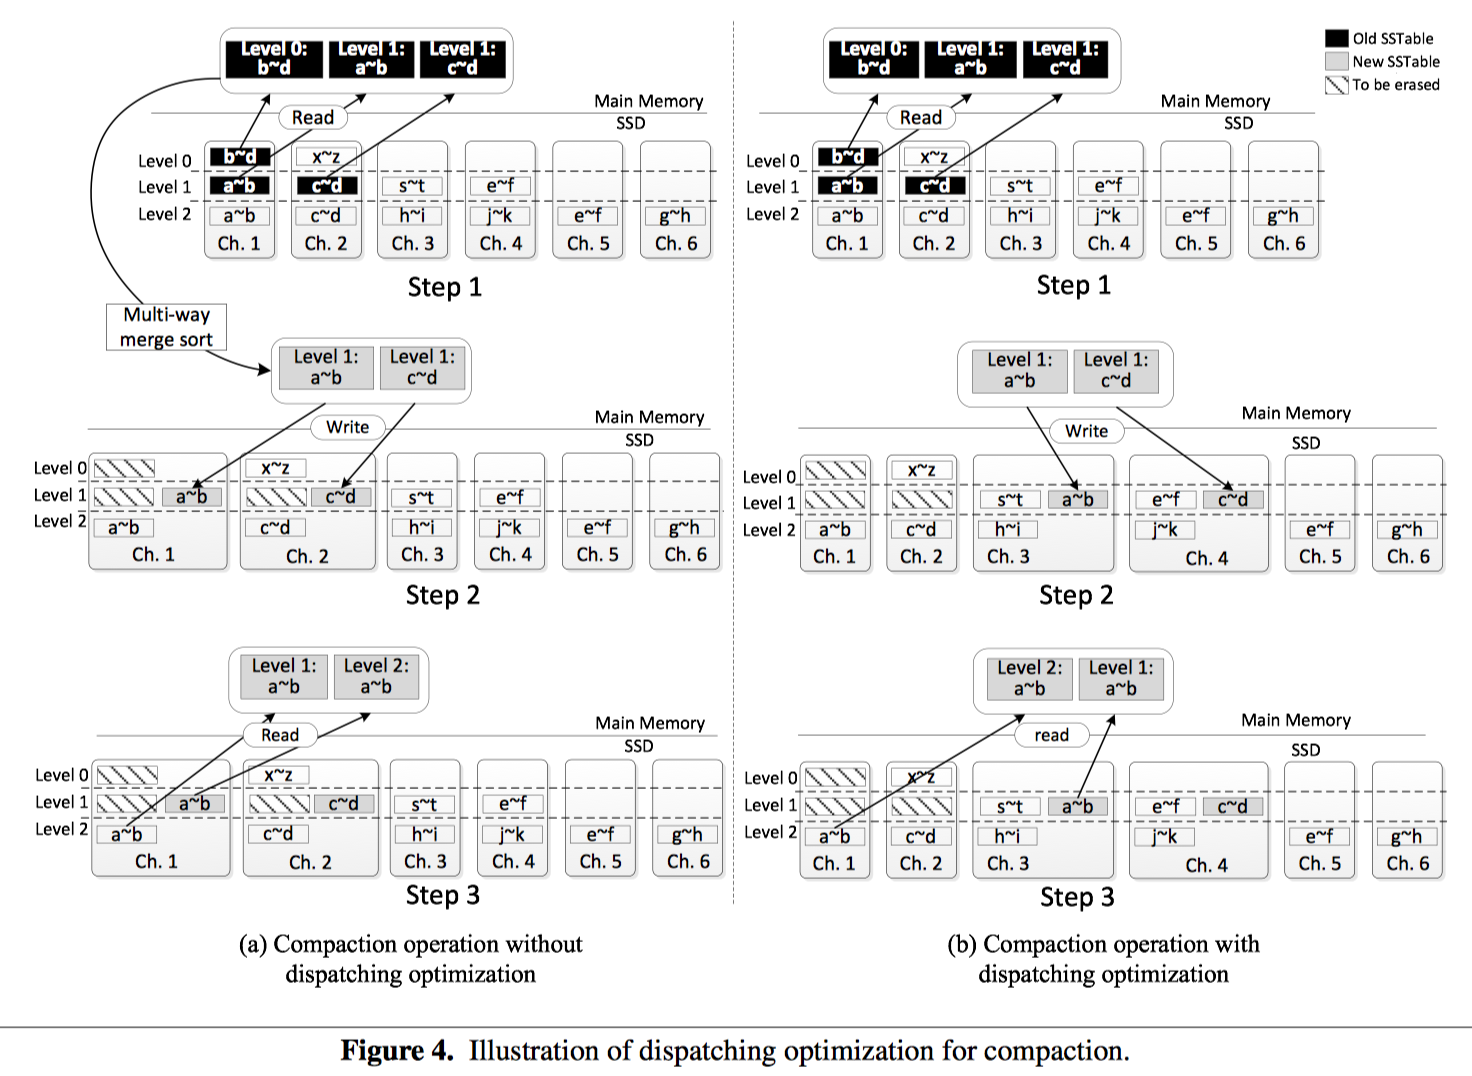 Level 0:
b~d
Level 1:
a~b
Level 1:
c~d
Read
Main Memory
SSD
Level 0
b~d
x~z
Level 1
a~b
c~d
s~t
e~f
Level 2
a~b
c~d
h~i
j~k
e~f
g~h
Ch. 1
Ch. 2
Ch. 3
Ch. 4
Ch. 5
Ch. 6
Step 1
Multi-way
merge sort
Level 1:
a~b
Level 1:
c~d
Write
Main Memory
SSD
Level 0
x~z
Level 1
a~b
c~d
s~t
e~f
Level 2
a~b
c~d
h~i
j~k
e~f
g~h
Ch. 1
Ch. 2
Ch. 3
Ch. 4
Ch. 5
Ch. 6
Step 2
Level 1:
a~b
Level 2:
a~b
Read
Main Memory
SSD
Level 0
x~z
Level 1
a~b
c~d
s~t
e~f
Level 2
a~b
c~d
h~i
j~k
e~f
g~h
Ch. 1
Ch. 2
Ch. 3
Ch. 4
Ch. 5
Ch. 6
Step 3
(a) Compaction operation without
dispatching optimization
Old SSTable
New SSTable
To be erased
Level 0:
b~d
Level 1:
a~b
Level 1:
c~d
Read
Main Memory
SSD
Level 0
b~d
x~z
Level 1
a~b
c~d
s~t
e~f
Level 2
a~b
c~d
h~i
j~k
e~f
g~h
Ch. 1
Ch. 2
Ch. 3
Ch. 4
Ch. 5
Ch. 6
Step 1
Level 1:
a~b
Level 1:
c~d
Write
Main Memory
SSD
Level 0
x~z
Level 1
s~t
a~b
e~f
c~d
Level 2
a~b
c~d
h~i
j~k
e~f
g~h
Ch. 1
Ch. 2
Ch. 3
Ch. 4
Ch. 5
Ch. 6
Step 2
Level 2:
a~b
Level 1:
a~b
read
Main Memory
SSD
Level 0
x~z
Level 1
s~t
a~b
e~f
c~d
Level 2
a~b
c~d
h~i
j~k
e~f
g~h
Ch. 1
Ch. 2
Ch. 3
Ch. 4
Ch. 5
Ch. 6
Step 3
(b) Compaction operation with
dispatching optimization
Figure 4. Illustration of dispatching optimization for compaction.